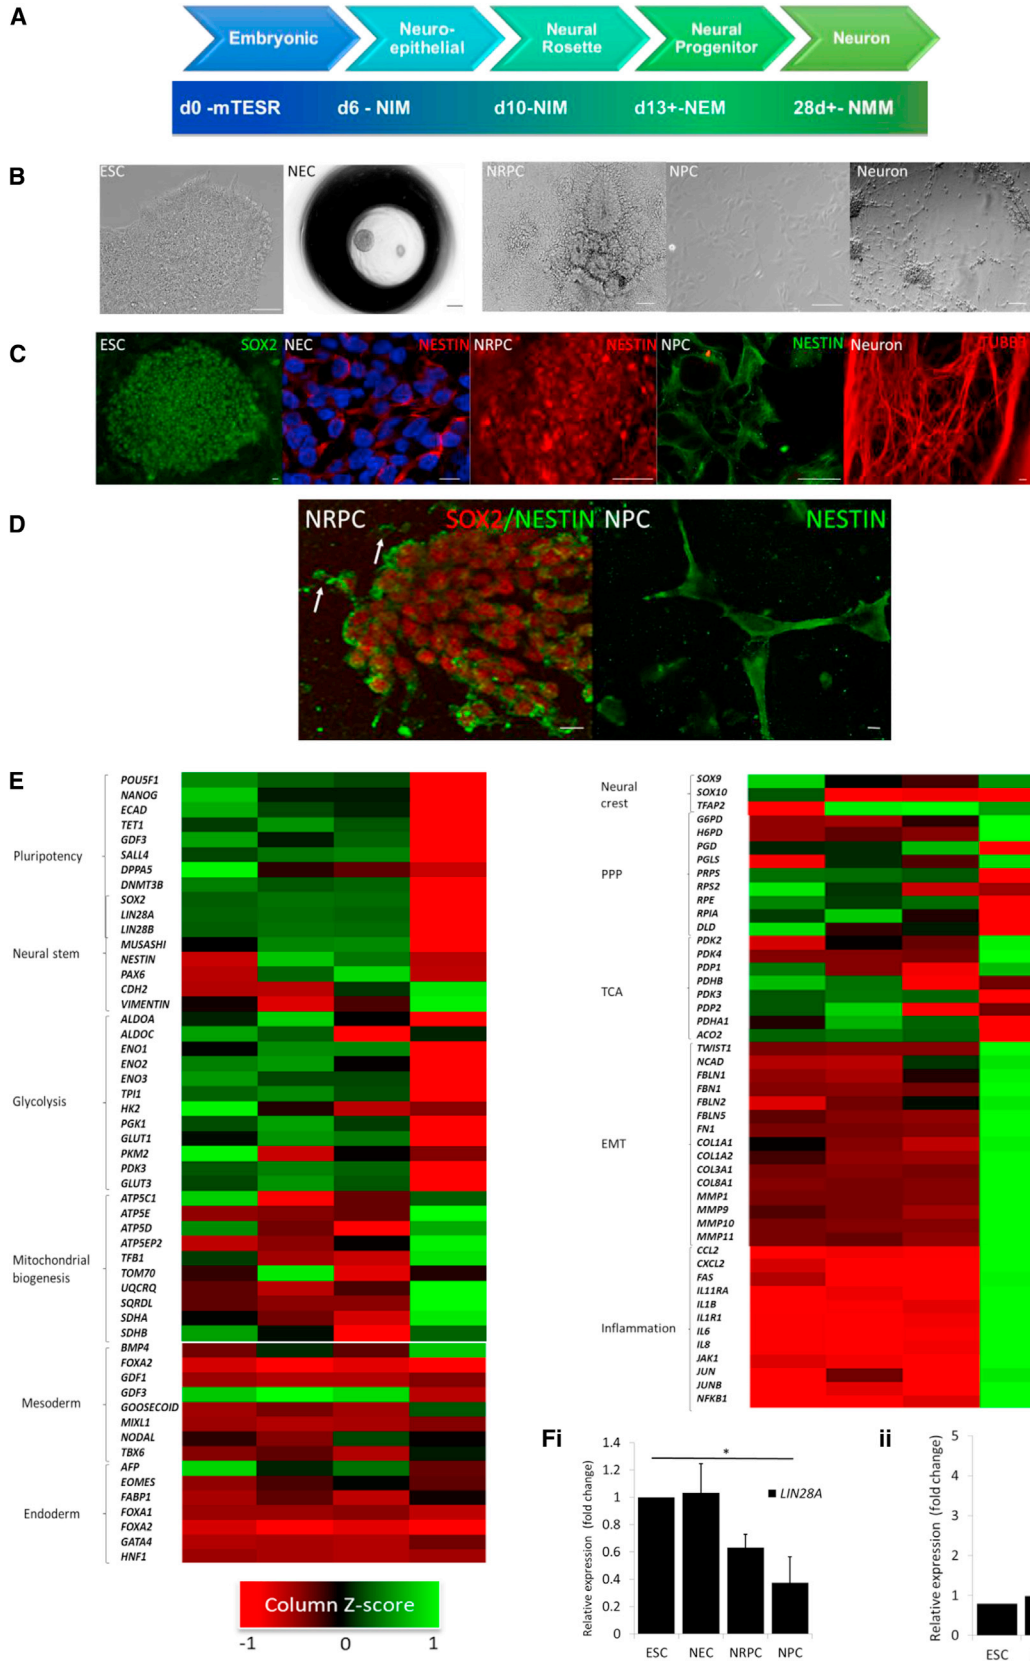 A
Embryonic
Neuro-
epithelial
Neural
Rosette
Neural
Progenitor
Neuron
d0 -mTESR
d6 - NIM
d10-NIM
d13+-NEM
28d+- NMM
B
ESC
NEC
NRPC
NPC
Neuron
C
ESC
SOX2
NEC
NESTIN
NRPC
NESTIN
NPC
NESTIN
Neuron
TUBB3
D
NRPC
SOX2/NESTIN
NPC
NESTIN
E
Pluripotency
POU5F1
NANOG
ECAD
TET1
GDF3
SALL4
DPPA5
DNMT3B
SOX2
LIN28A
LIN28B
Neural stem
MUSASHI
NESTIN
PAX6
CDH2
VIMENTIN
Glycolysis
ALDOA
ALDOC
ENO1
ENO2
ENO3
TPI1
HK2
PGK1
GLUT1
PKM2
PDK3
GLUT3
Mitochondrial
biogenesis
ATP5C1
ATP5E
ATP5D
ATP5EP2
TFB1
TOM70
UQCRQ
SQRDL
SDHA
SDHB
Mesoderm
BMP4
FOXA2
GDF1
GDF3
GOOSECOID
MIXL1
NODAL
TBX6
Endoderm
AFP
EOMES
FABP1
FOXA1
FOXA2
GATA4
HNF1
Column Z-score
-1
0
1
Neural
crest
SOX9
SOX10
TFAP2
PPP
G6PD
H6PD
PGD
PGLS
PRPS
RPS2
RPE
RPIA
DLD
TCA
PDK2
PDK4
PDP1
PDHB
PDK3
PDP2
PDHA1
ACO2
EMT
TWIST1
NCAD
FBLN1
FBN1
FBLN2
FBLN5
FN1
COL1A1
COL1A2
COL3A1
COL8A1
MMP1
MMP9
MMP10
MMP11
Inflammation
CCL2
CXCL2
FAS
IL11RA
IL1B
IL1R1
IL6
IL8
JAK1
JUN
JUNB
NFKB1
Fi
Relative expression (fold change)
1.4
1.2
1
0.8
0.6
0.4
0.2
0
*
LIN28A
ESC
NEC
NRPC
NPC
ii
Relative expression (fold change)
5
4
3
2
1
0
ESC